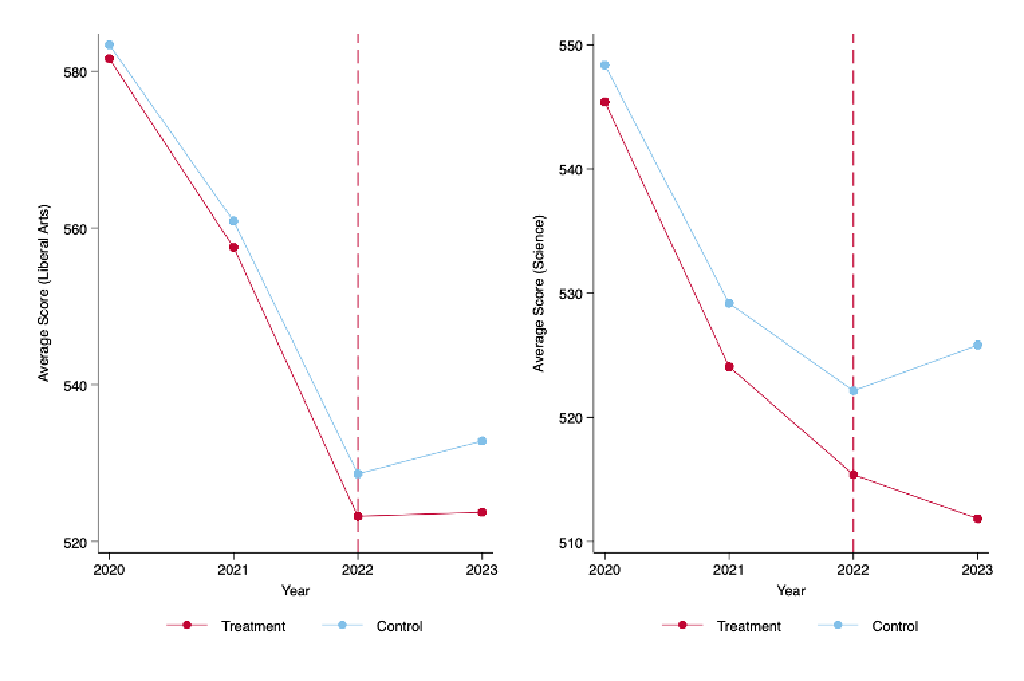 Average Score (Liberal Arts)
580
560
540
520
2020 2021 2022 2023
Year
Treatment Control
Average Score (Science)
550
540
530
520
510
2020 2021 2022 2023
Year
Treatment Control